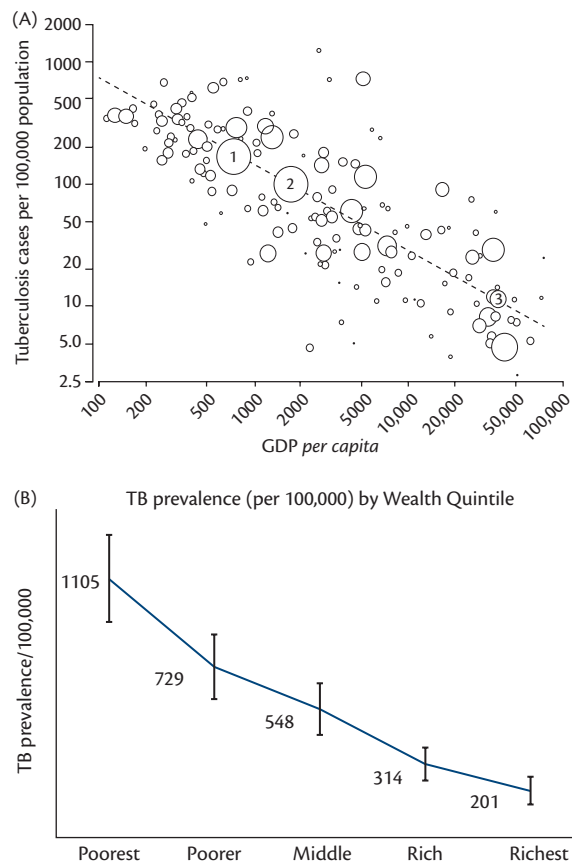 (A)
Tuberculosis cases per 100,000 population
2000
1000
500
200
100
50
20
10
5.0
2.5
1
2
3
100
200
500
1000
2000
5000
10,000
20,000
50,000
100,000
GDP per capita
(B)
TB prevalence (per 100,000) by Wealth Quintile
TB prevalence/100,000
1105
729
548
314
201
Poorest
Poorer
Middle
Rich
Richest